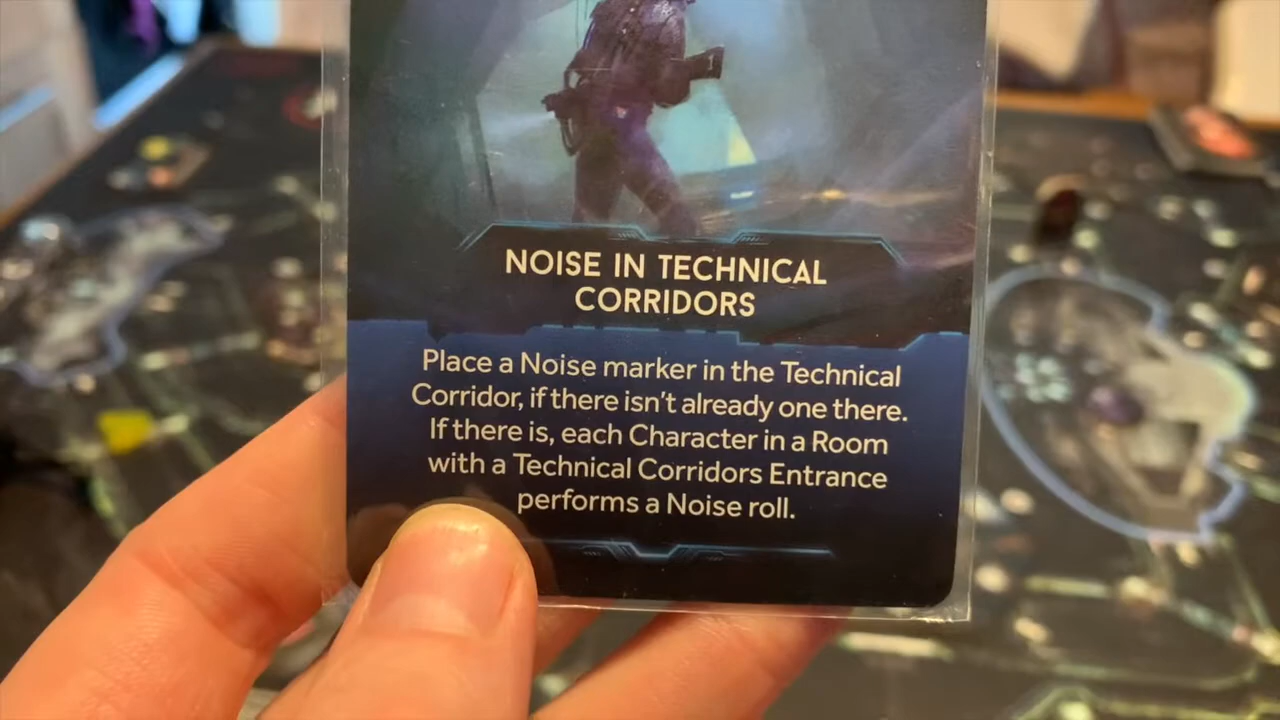 NOISE IN TECHNICAL
CORRIDORS
Place a Noise marker in the Technical
Corridor, if there isn't already one there.
If there is, each Character in a Room
with a Technical Corridors Entrance
performs a Noise roll.